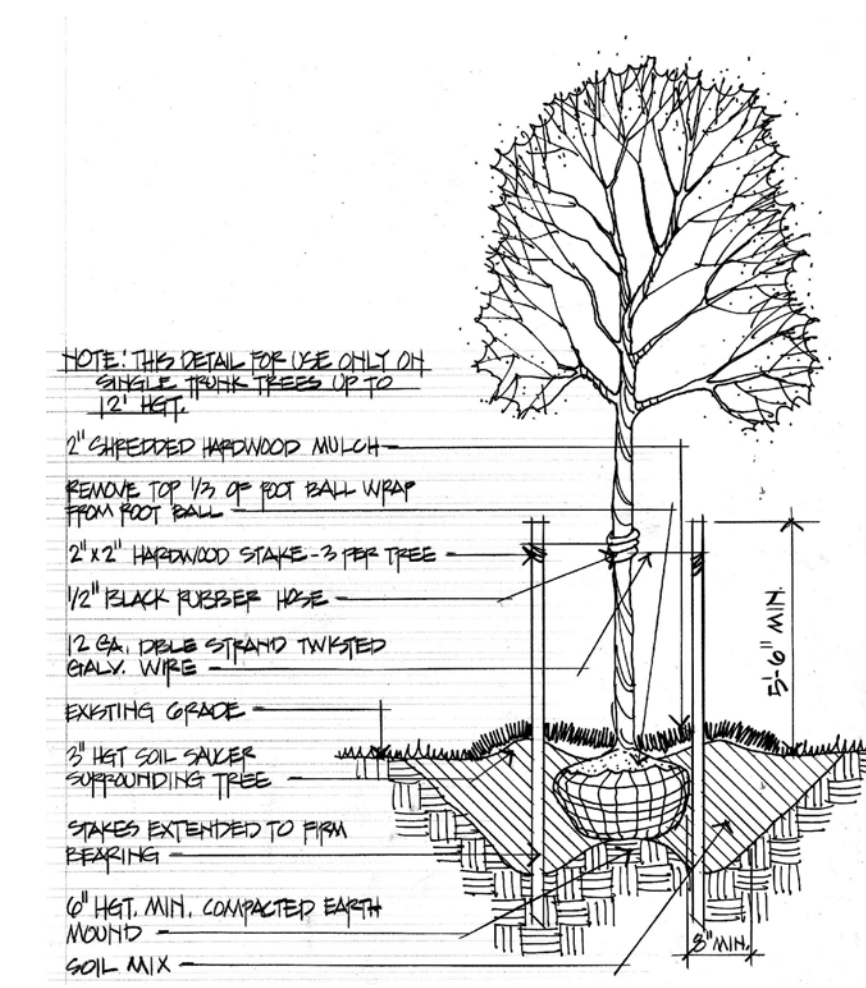 NOTE: THIS DETAIL FOR USE ONLY ON
SINGLE TRUNK TREES UP TO
12' HGT.
2" SHREDDED HARDWOOD MULCH
REMOVE TOP 1/3 OF ROOT BALL WRAP
FROM ROOT BALL
2" x 2" HARDWOOD STAKE - 3 PER TREE
1/2" BLACK RUBBER HOSE
12 GA. DBLE STRAND TWISTED
GALV. WIRE
EXISTING GRADE
3" HGT SOIL SAUCER
SURROUNDING TREE
STAKES EXTENDED TO FIRM
BEARING
6" HGT. MIN. COMPACTED EARTH
MOUND
SOIL MIX
5'-6" MIN.
8" MIN.